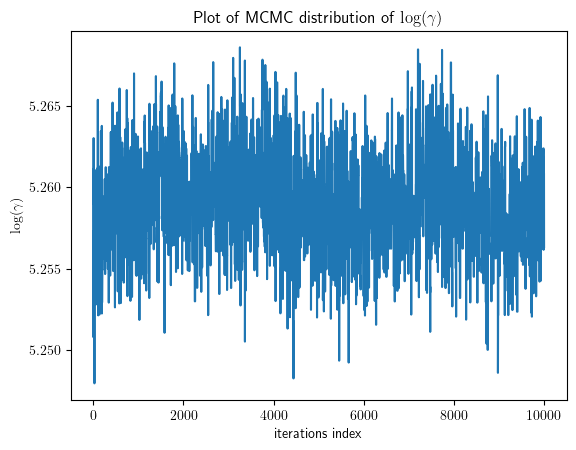 Plot of MCMC distribution of log(γ)
log(γ)
5.265
5.260
5.255
5.250
0 2000 4000 6000 8000 10000
iterations index